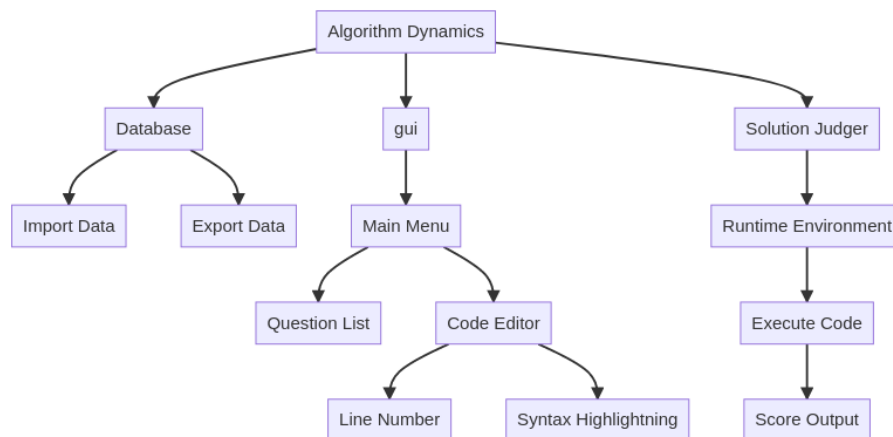 Algorithm Dynamics
Database
gui
Solution Judger
Import Data
Export Data
Main Menu
Runtime Environment
Question List
Code Editor
Execute Code
Line Number
Syntax Highlightning
Score Output